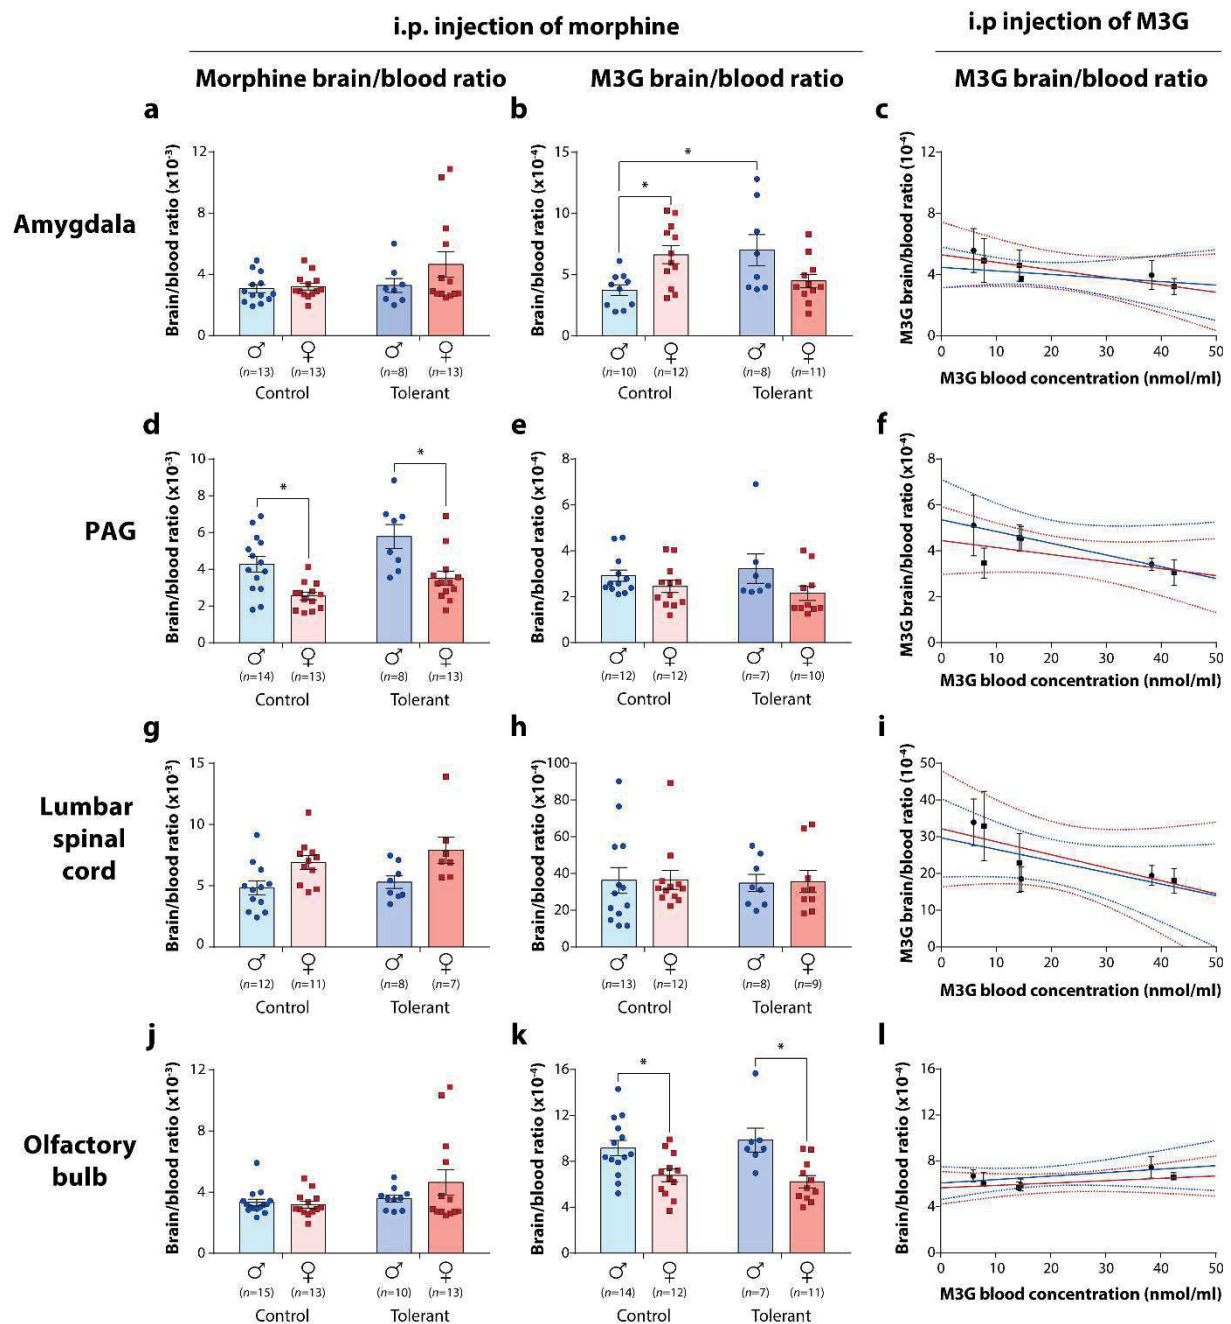 i.p. injection of morphine
i.p injection of M3G
Morphine brain/blood ratio
M3G brain/blood ratio
M3G brain/blood ratio
Amygdala
a
Brain/blood ratio (x10-3)
12
8
4
0
♂ ♀ ♂ ♀
(n=13) (n=13) (n=8) (n=13)
Control Tolerant
b
Brain/blood ratio (x10-4)
15
10
5
0
* *
♂ ♀ ♂ ♀
(n=10) (n=12) (n=8) (n=11)
Control Tolerant
c
M3G brain/blood ratio (10-4)
8
4
0
0 10 20 30 40 50
M3G blood concentration (nmol/ml)
PAG
d
Brain/blood ratio (x10-3)
10
8
6
4
2
0
* *
♂ ♀ ♂ ♀
(n=14) (n=13) (n=8) (n=13)
Control Tolerant
e
Brain/blood ratio (x10-4)
8
6
4
2
0
♂ ♀ ♂ ♀
(n=12) (n=12) (n=7) (n=10)
Control Tolerant
f
M3G brain/blood ratio (x10-4)
8
6
4
2
0
0 10 20 30 40 50
M3G blood concentration (nmol/ml)
Lumbar
spinal
cord
g
Brain/blood ratio (x10-3)
15
10
5
0
♂ ♀ ♂ ♀
(n=12) (n=11) (n=8) (n=7)
Control Tolerant
h
Brain/blood ratio (x10-4)
100
80
60
40
20
0
♂ ♀ ♂ ♀
(n=13) (n=12) (n=8) (n=9)
Control Tolerant
i
M3G brain/blood ratio (10-4)
50
40
30
20
10
0
0 10 20 30 40 50
M3G blood concentration (nmol/ml)
Olfactory
bulb
j
Brain/blood ratio (x10-3)
12
8
4
0
♂ ♀ ♂ ♀
(n=15) (n=13) (n=10) (n=13)
Control Tolerant
k
Brain/blood ratio (x10-4)
16
12
8
4
0
* *
♂ ♀ ♂ ♀
(n=14) (n=12) (n=7) (n=11)
Control Tolerant
l
Brain/blood ratio (x10-4)
16
12
8
4
0
0 10 20 30 40 50
M3G blood concentration (nmol/ml)